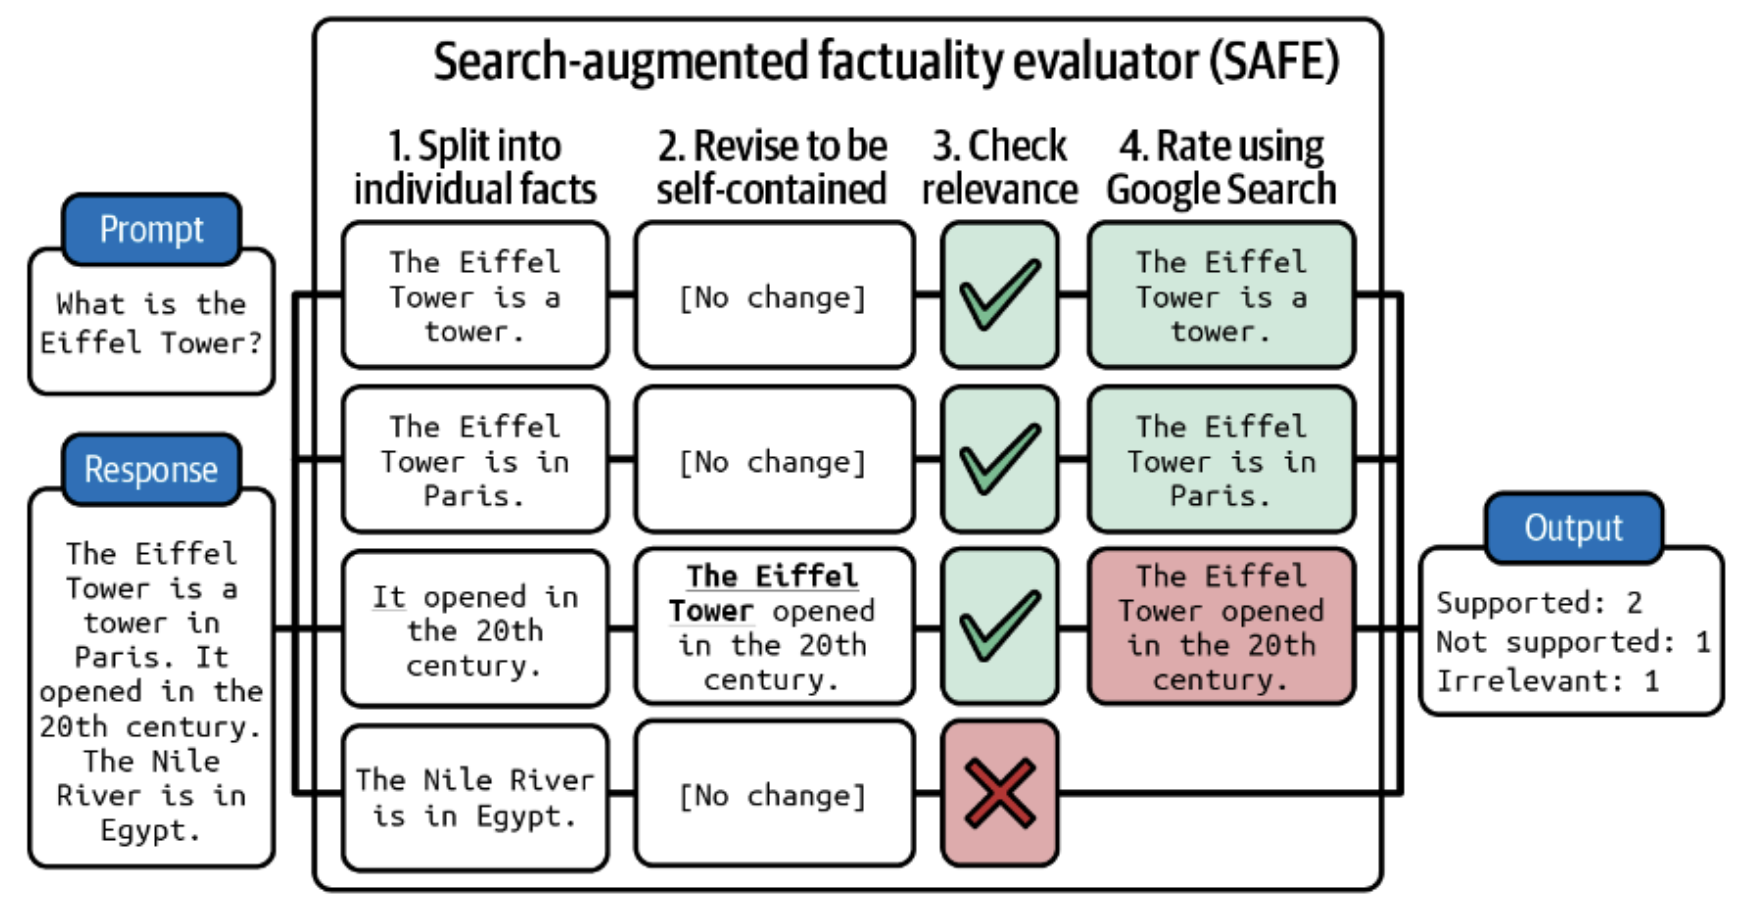 Search-augmented factuality evaluator (SAFE)
1. Split into
individual facts
2. Revise to be
self-contained
3. Check
relevance
4. Rate using
Google Search
Prompt
What is the
Eiffel Tower?
Response
The Eiffel
Tower is a
tower in
Paris. It
opened in the
20th century.
The Nile
River is in
Egypt.
The Eiffel
Tower is a
tower.
[No change]
The Eiffel
Tower is a
tower.
The Eiffel
Tower is in
Paris.
[No change]
The Eiffel
Tower is in
Paris.
It opened in
the 20th
century.
The Eiffel
Tower opened
in the 20th
century.
The Eiffel
Tower opened
in the 20th
century.
The Nile River
is in Egypt.
[No change]
Output
Supported: 2
Not supported: 1
Irrelevant: 1